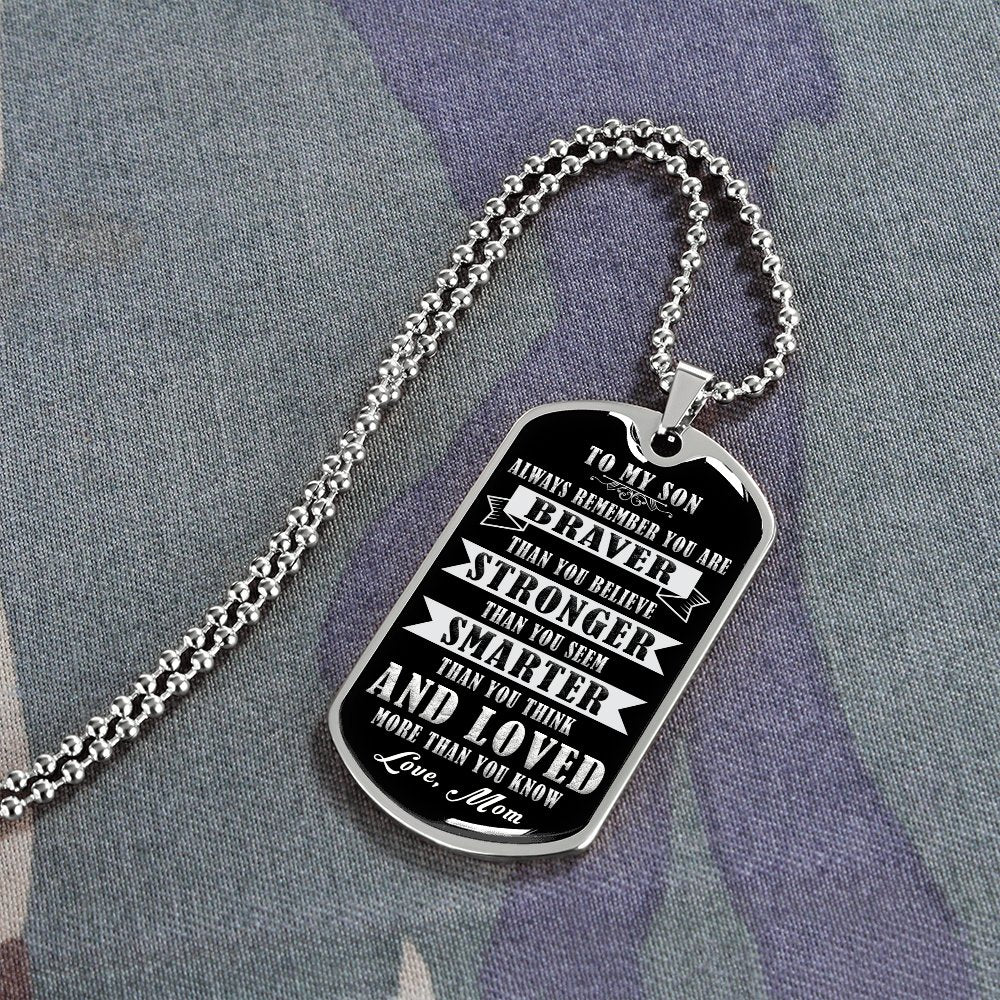 TO MY SON
ALWAYS REMEMBER YOU ARE
BRAVER
THAN YOU BELIEVE
STRONGER
THAN YOU SEEM
SMARTER
THAN YOU THINK
AND LOVED
MORE THAN YOU KNOW
Love, Mom